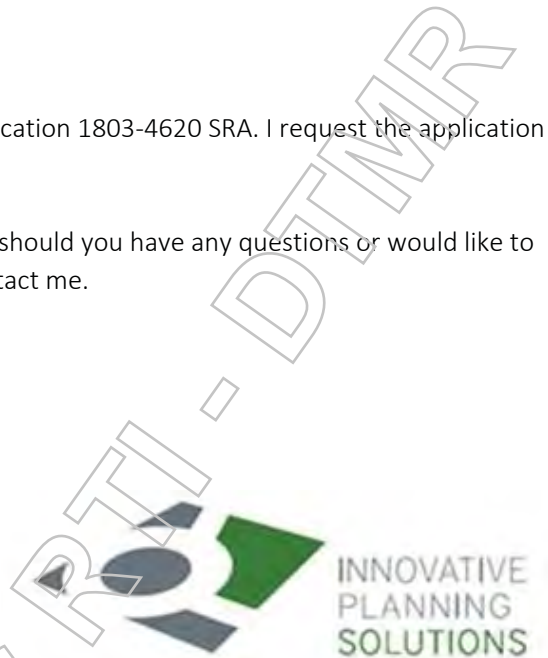 cation 1803-4620 SRA. I request the application
should you have any questions or would like to
tact me.
RTI - DTMR
INNOVATIVE
PLANNING
SOLUTIONS